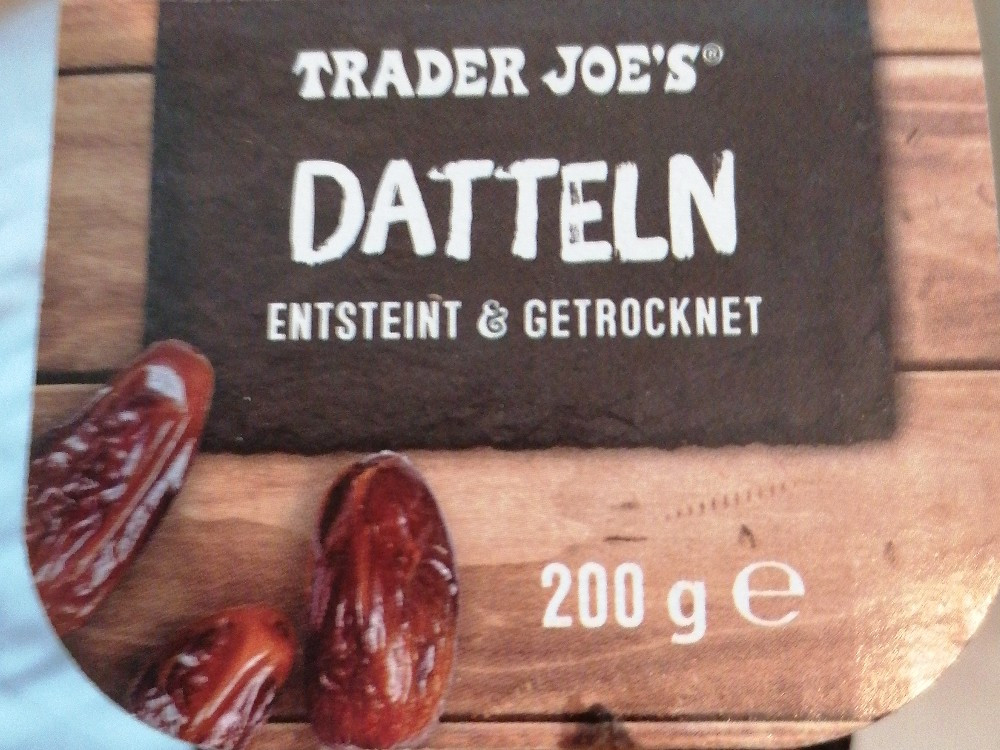 TRADER JOE'S®
DATTELN
ENTSTEINT & GETROCKNET
200 g ℮